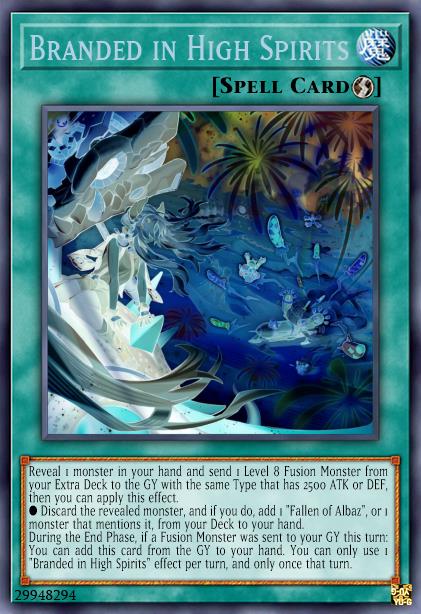 Branded in High Spirits 魔
[Spell Card]
Reveal 1 monster in your hand and send 1 Level 8 Fusion Monster from
your Extra Deck to the GY with the same Type that has 2500 ATK or DEF,
then you can apply this effect.
● Discard the revealed monster, and if you do, add 1 "Fallen of Albaz", or 1
monster that mentions it, from your Deck to your hand.
During the End Phase, if a Fusion Monster was sent to your GY this turn:
You can add this card from the GY to your hand. You can only use 1
"Branded in High Spirits" effect per turn, and only once that turn.
29948294